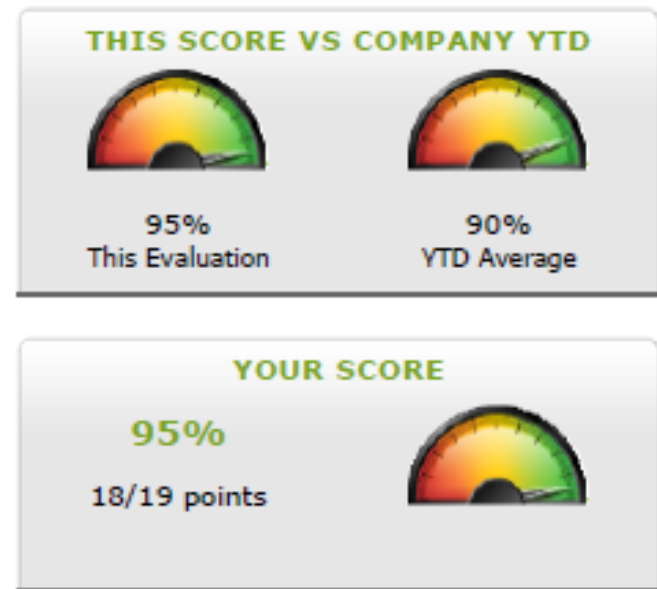 THIS SCORE VS COMPANY YTD
95%
This Evaluation
90%
YTD Average
YOUR SCORE
95%
18/19 points